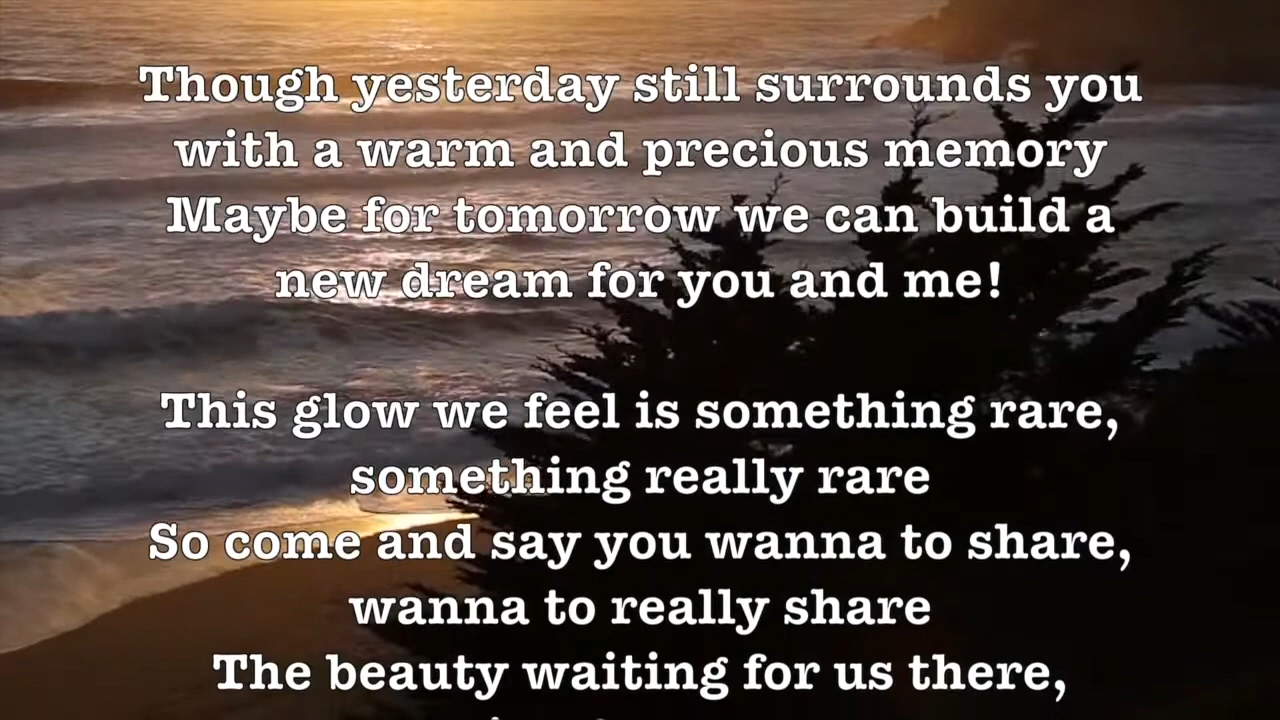 Though yesterday still surrounds you
with a warm and precious memory
Maybe for tomorrow we can build a
new dream for you and me!
This glow we feel is something rare,
something really rare
So come and say you wanna to share,
wanna to really share
The beauty waiting for us there,